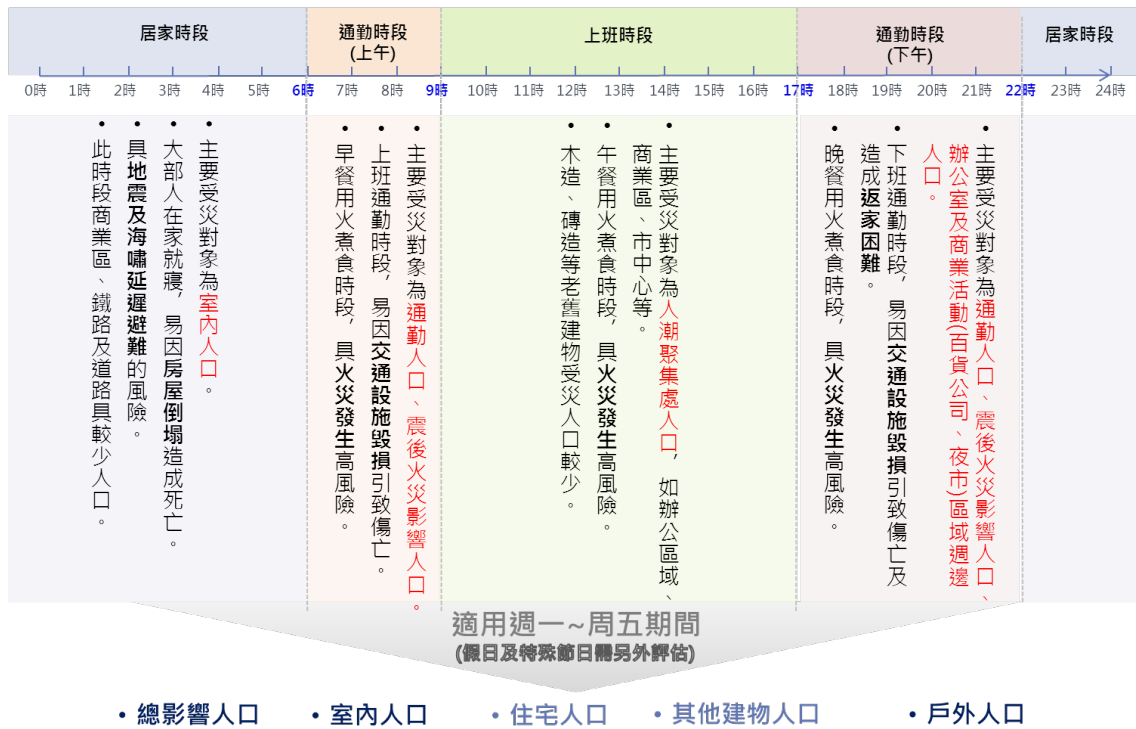 居家時段
通勤時段
(上午)
上班時段
通勤時段
(下午)
居家時段
0時 1時 2時 3時 4時 5時 6時 7時 8時 9時 10時 11時 12時 13時 14時 15時 16時 17時 18時 19時 20時 21時 22時 23時 24時
• 主要受災對象為室內人口。
• 大部人在家就寢，易因房屋倒塌造成死亡。
• 具地震及海嘯延遲避難的風險。
• 此時段商業區、鐵路及道路具較少人口。
• 主要受災對象為通勤人口、震後火災影響人口。
• 上班通勤時段，易因交通設施毀損引致傷亡。
• 早餐用火煮食時段，具火災發生高風險。
• 主要受災對象為人潮聚集處人口，如辦公區域、
商業區、市中心等。
• 午餐用火煮食時段，具火災發生高風險。
• 木造、磚造等老舊建物受災人口較少。
• 主要受災對象為通勤人口、震後火災影響人口、
辦公室及商業活動(百貨公司、夜市)區域週邊
人口。
• 下班通勤時段，易因交通設施毀損引致傷亡及
造成返家困難。
• 晚餐用火煮食時段，具火災發生高風險。
適用週一~周五期間
(假日及特殊節日需另外評估)
• 總影響人口 • 室內人口 • 住宅人口 • 其他建物人口 • 戶外人口